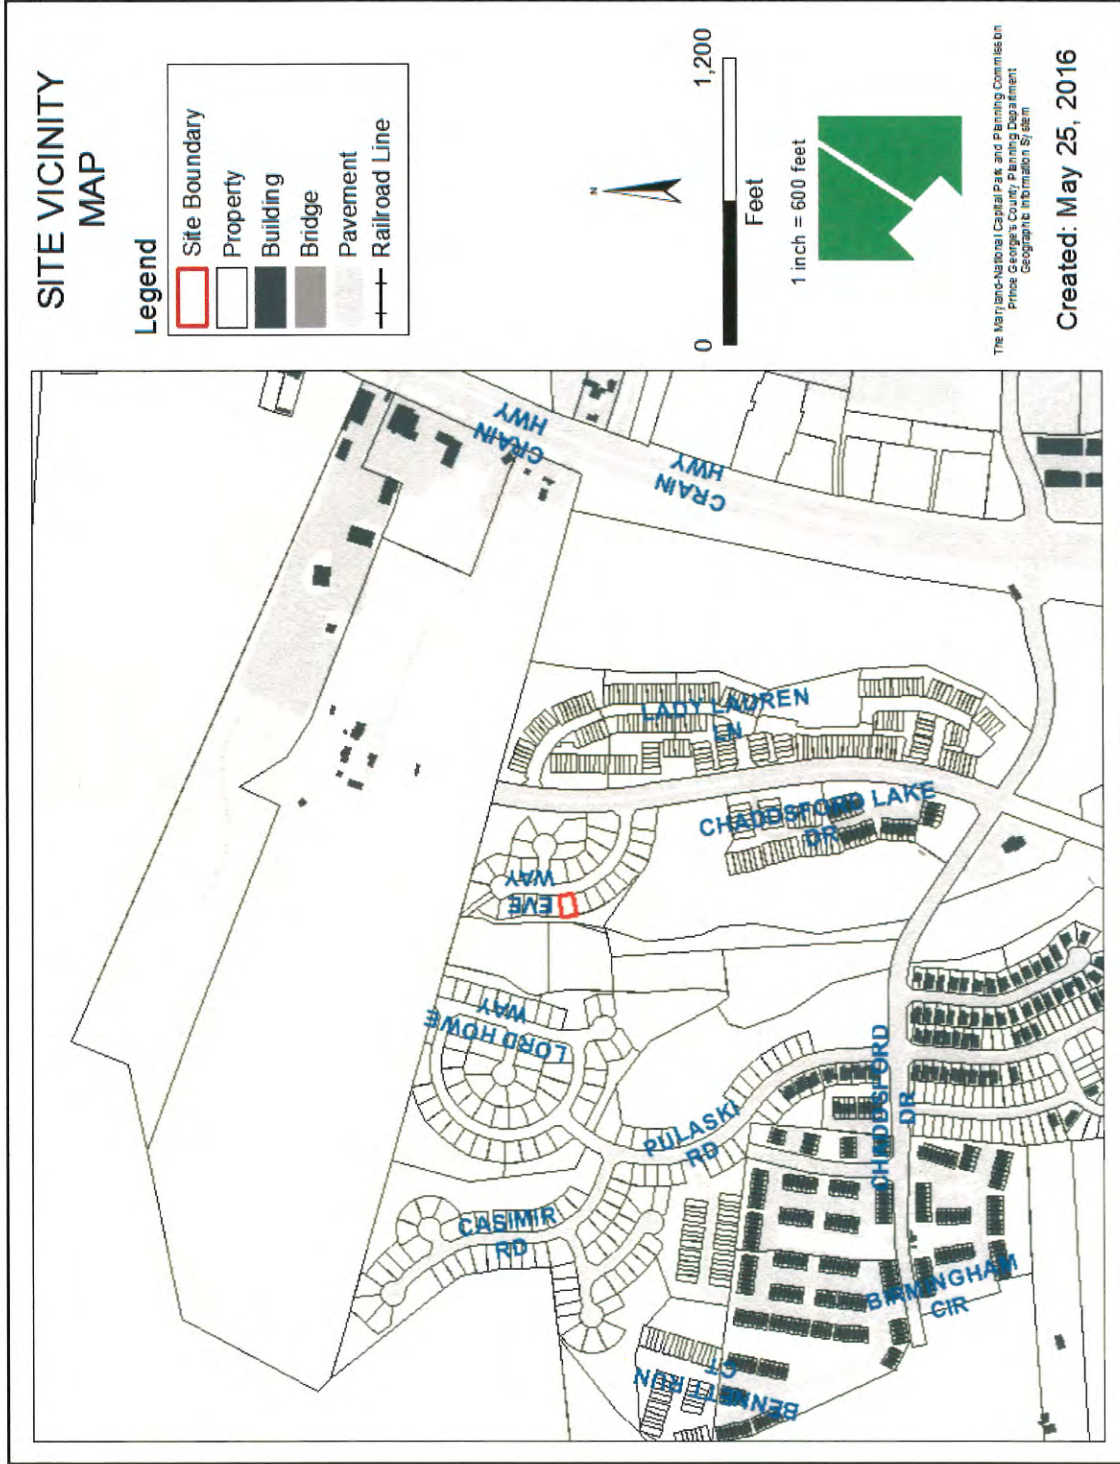 SITE VICINITY
MAP
Legend
Site Boundary
Property
Building
Bridge
Pavement
Railroad Line
N
0
1,200
Feet
1 inch = 600 feet
The Maryland-National Capital Park and Planning Commission
Prince George's County Planning Department
Geographic Information System
Created: May 25, 2016
CRAIN
HWY
CRAIN
HWY
LADY LAUREN
LN
CHADDSFORD LAKE
DR
EVE
WAY
LORD HOWE
WAY
PULASKI
RD
CHADDSFORD
DR
CASIMIR
RD
BIRMINGHAM
CIR
BENNETT RUN
CT